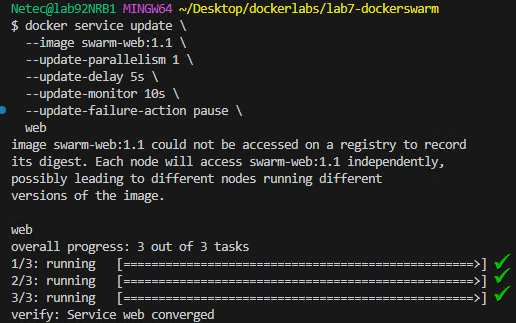 Netec@lab92NRB1 MINGW64 ~/Desktop/dockerlabs/lab7-dockerswarm
$ docker service update \
--image swarm-web:1.1 \
--update-parallelism 1 \
--update-delay 5s \
--update-monitor 10s \
--update-failure-action pause \
web
image swarm-web:1.1 could not be accessed on a registry to record
its digest. Each node will access swarm-web:1.1 independently,
possibly leading to different nodes running different
versions of the image.
web
overall progress: 3 out of 3 tasks
1/3: running [==================================================>]
2/3: running [==================================================>]
3/3: running [==================================================>]
verify: Service web converged